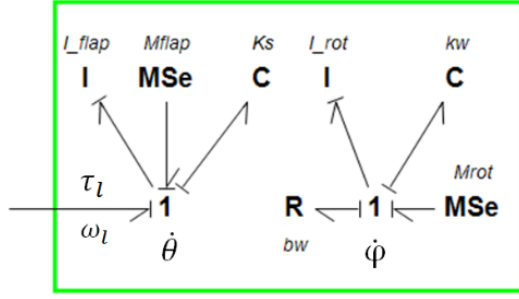 I_flap Mflap Ks I_rot kw
I MSe C I C
Mrot
τ_l
1 R 1 MSe
ω_l
θ̇ bw φ̇